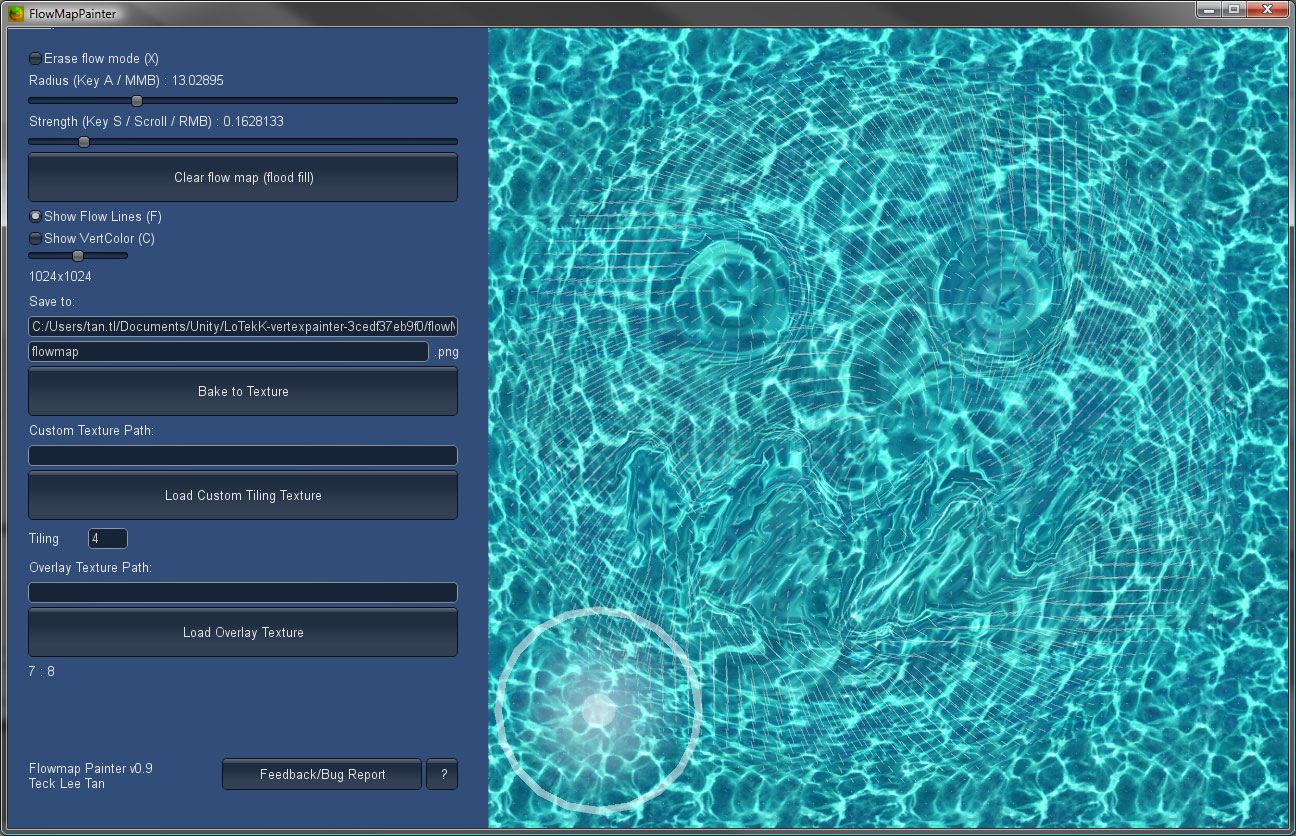 FlowMapPainter
Erase flow mode (X)
Radius (Key A / MMB) : 13.02895
Strength (Key S / Scroll / RMB) : 0.1628133
Clear flow map (flood fill)
Show Flow Lines (F)
Show VertColor (C)
1024x1024
Save to:
C:/Users/tan.tl/Documents/Unity/LoTekK-vertexpainter-3cedf37eb9f0/flowM
flowmap .png
Bake to Texture
Custom Texture Path:
Load Custom Tiling Texture
Tiling 4
Overlay Texture Path:
Load Overlay Texture
7 : 8
Flowmap Painter v0.9
Teck Lee Tan
Feedback/Bug Report ?